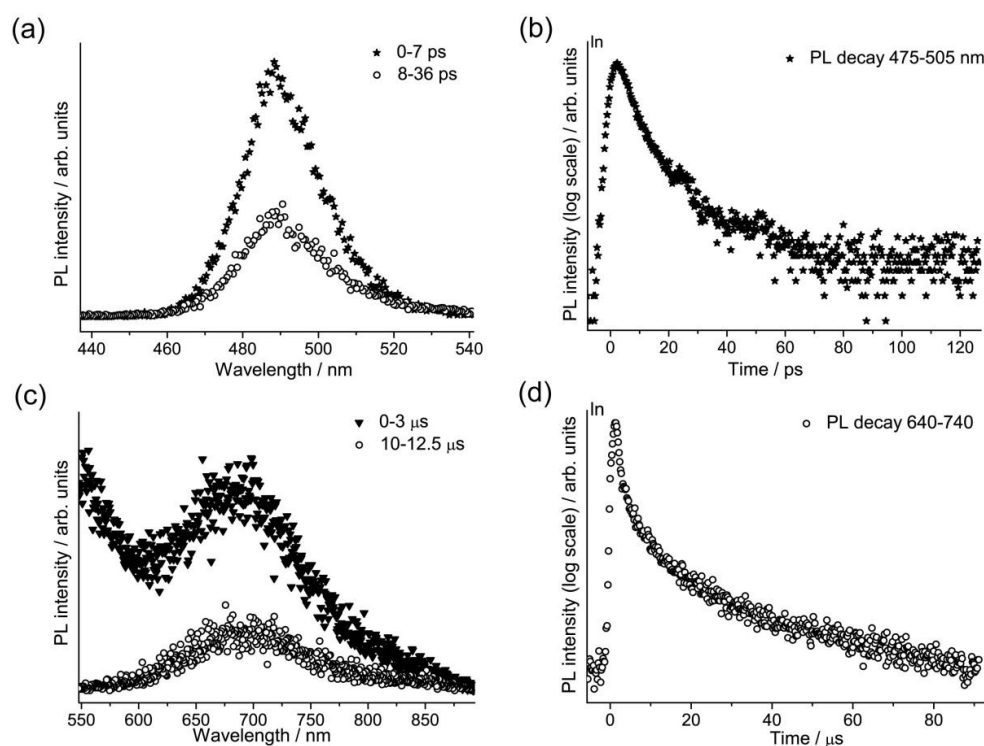 (a)
0-7 ps
8-36 ps
PL intensity / arb. units
440 460 480 500 520 540
Wavelength / nm
(b)
ln
PL decay 475-505 nm
PL intensity (log scale) / arb. units
0 20 40 60 80 100 120
Time / ps
(c)
0-3 μs
10-12.5 μs
PL intensity / arb. units
550 600 650 700 750 800 850
Wavelength / nm
(d)
ln
PL decay 640-740
PL intensity (log scale) / arb. units
0 20 40 60 80
Time / μs